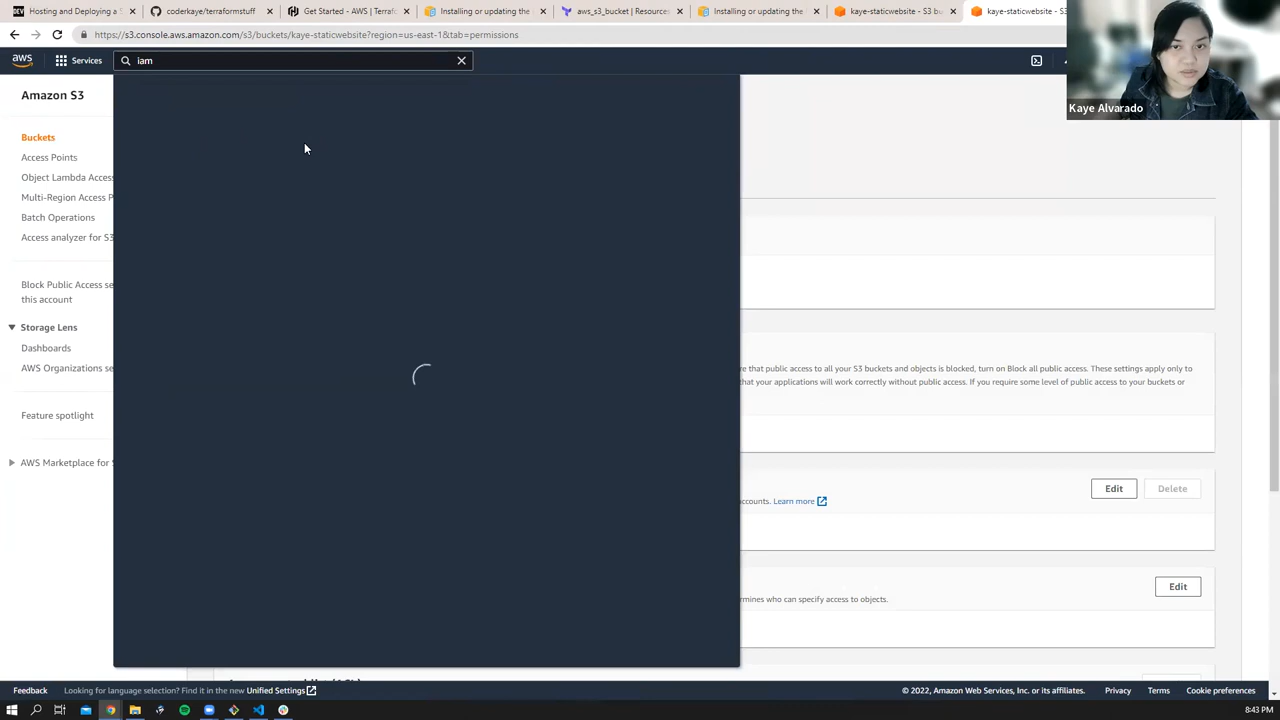 Hosting and Deploying a S
coderkaye/terraformstuff
Get Started - AWS | Terraf
Installing or updating the
aws_s3_bucket | Resources
Installing or updating the
kaye-staticwebsite - S3 b
kaye-staticwebsite - S3
https://s3.console.aws.amazon.com/s3/buckets/kaye-staticwebsite?region=us-east-1&tab=permissions
aws
Services
iam
Kaye Alvarado
Amazon S3
Buckets
Access Points
Object Lambda Access
Multi-Region Access P
Batch Operations
Access analyzer for S3
Block Public Access se
this account
Storage Lens
Dashboards
AWS Organizations se
Feature spotlight
AWS Marketplace for S
re that public access to all your S3 buckets and objects is blocked, turn on Block all public access. These settings apply only to
that your applications will work correctly without public access. If you require some level of public access to your buckets or
Edit
Delete
ccounts. Learn more
Edit
rmines who can specify access to objects.
Feedback
Looking for language selection? Find it in the new Unified Settings
© 2022, Amazon Web Services, Inc. or its affiliates.
Privacy
Terms
Cookie preferences
8:43 PM